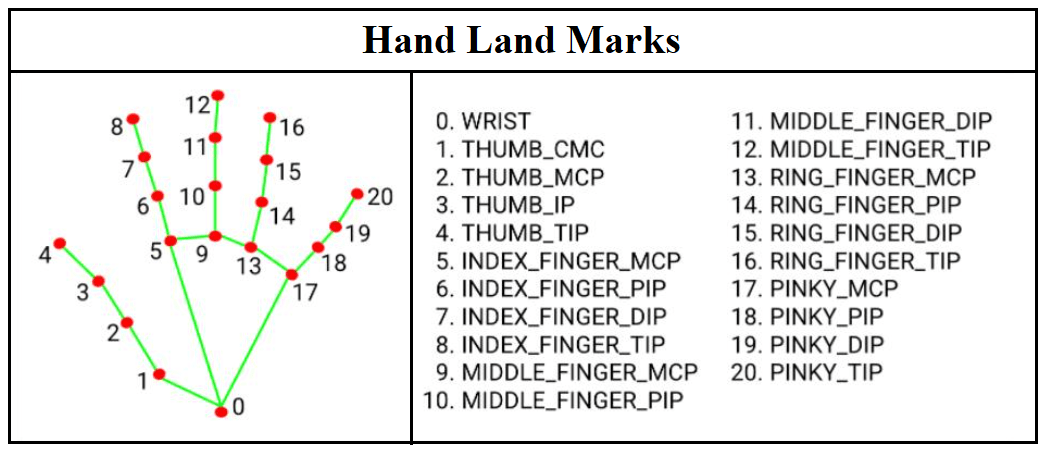 Hand Land Marks
12
8
16
11
7
15
10
20
6
14
19
4
5
9
13
18
3
17
2
1
0
0. WRIST
1. THUMB_CMC
2. THUMB_MCP
3. THUMB_IP
4. THUMB_TIP
5. INDEX_FINGER_MCP
6. INDEX_FINGER_PIP
7. INDEX_FINGER_DIP
8. INDEX_FINGER_TIP
9. MIDDLE_FINGER_MCP
10. MIDDLE_FINGER_PIP
11. MIDDLE_FINGER_DIP
12. MIDDLE_FINGER_TIP
13. RING_FINGER_MCP
14. RING_FINGER_PIP
15. RING_FINGER_DIP
16. RING_FINGER_TIP
17. PINKY_MCP
18. PINKY_PIP
19. PINKY_DIP
20. PINKY_TIP